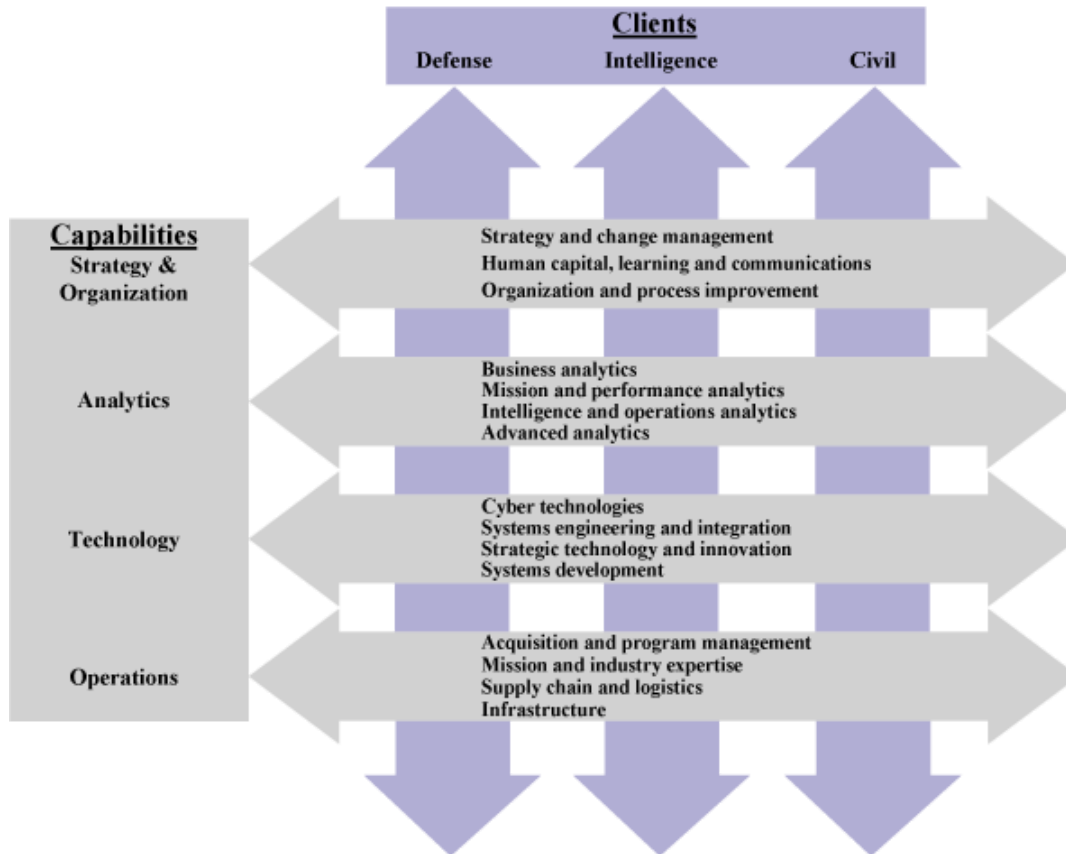 Clients
Defense Intelligence Civil
Capabilities
Strategy &
Organization
Strategy and change management
Human capital, learning and communications
Organization and process improvement
Analytics
Business analytics
Mission and performance analytics
Intelligence and operations analytics
Advanced analytics
Technology
Cyber technologies
Systems engineering and integration
Strategic technology and innovation
Systems development
Operations
Acquisition and program management
Mission and industry expertise
Supply chain and logistics
Infrastructure